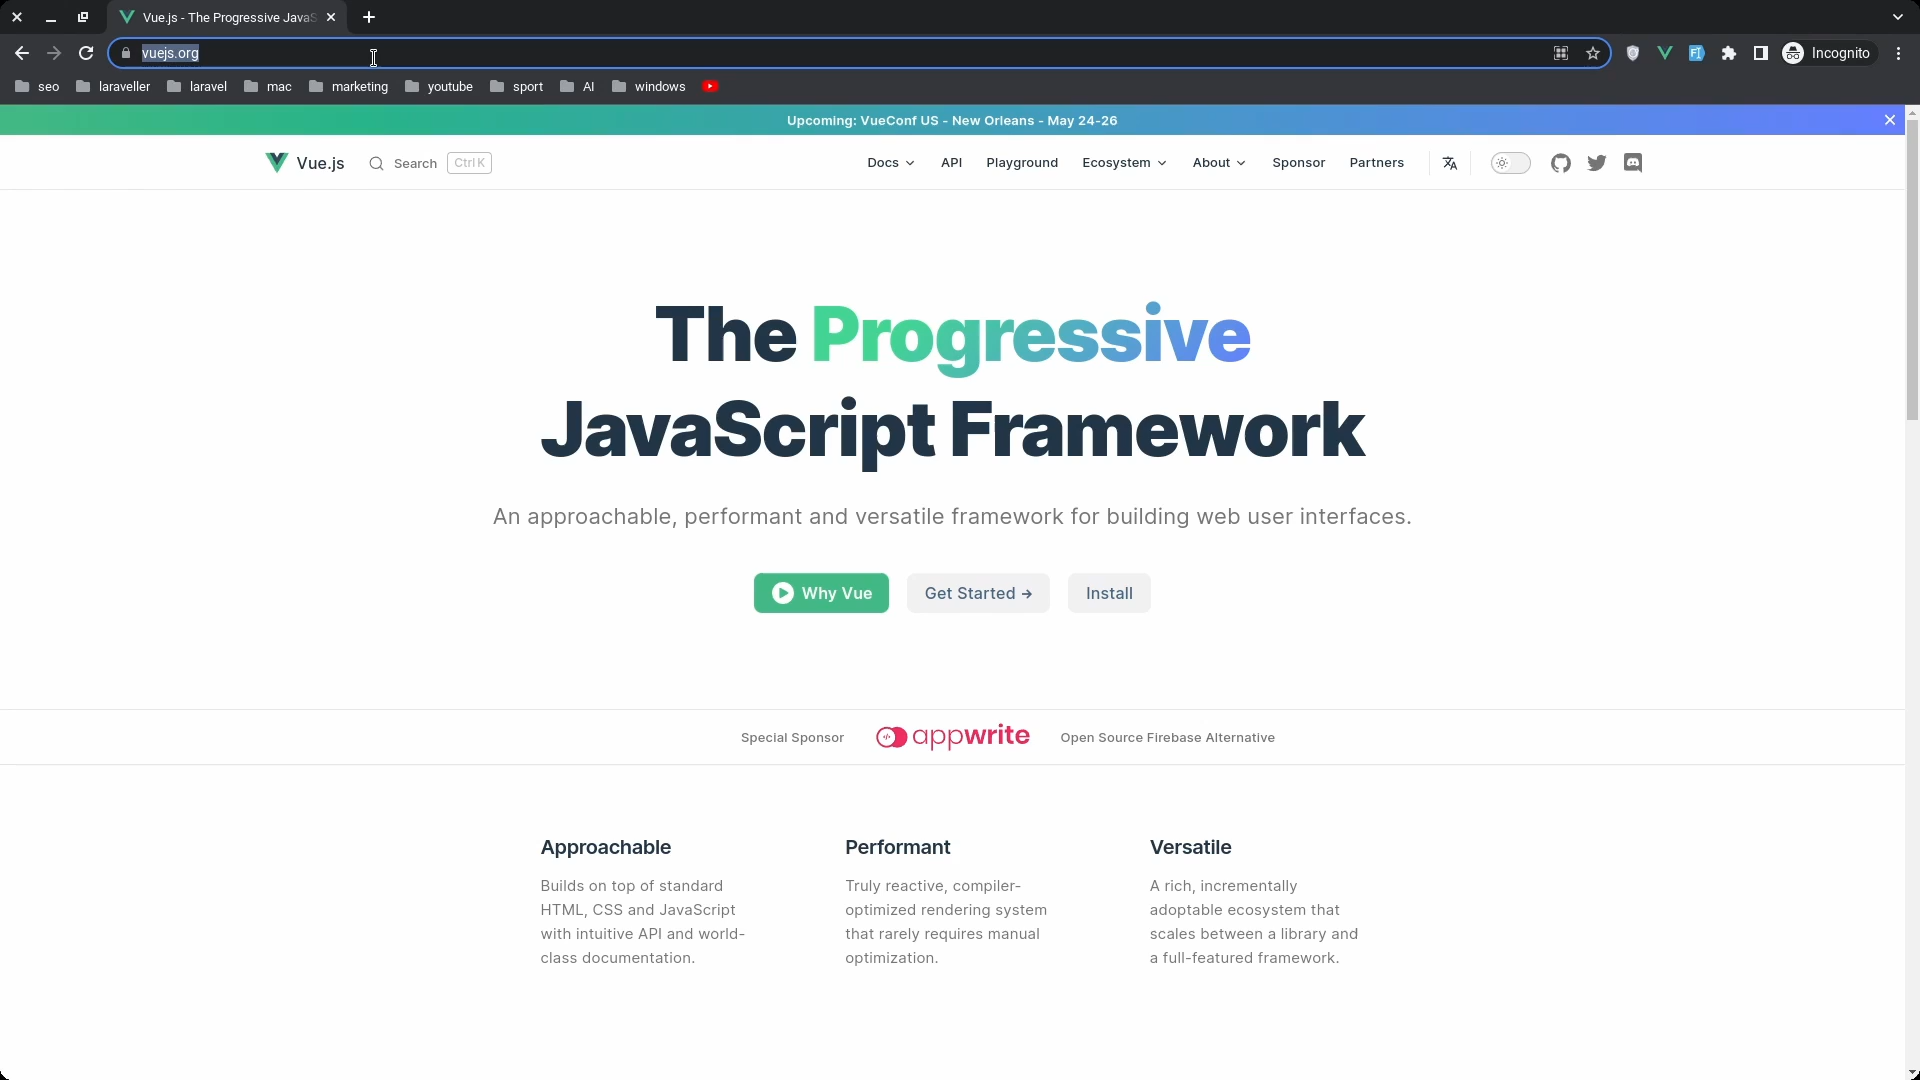 Vue.js - The Progressive JavaS
vuejs.org
Incognito
seo laraveller laravel mac marketing youtube sport AI windows
Upcoming: VueConf US - New Orleans - May 24-26
Vue.js Search Ctrl K Docs API Playground Ecosystem About Sponsor Partners
The Progressive
JavaScript Framework
An approachable, performant and versatile framework for building web user interfaces.
Why Vue Get Started → Install
Special Sponsor appwrite Open Source Firebase Alternative
Approachable
Builds on top of standard
HTML, CSS and JavaScript
with intuitive API and world-
class documentation.
Performant
Truly reactive, compiler-
optimized rendering system
that rarely requires manual
optimization.
Versatile
A rich, incrementally
adoptable ecosystem that
scales between a library and
a full-featured framework.